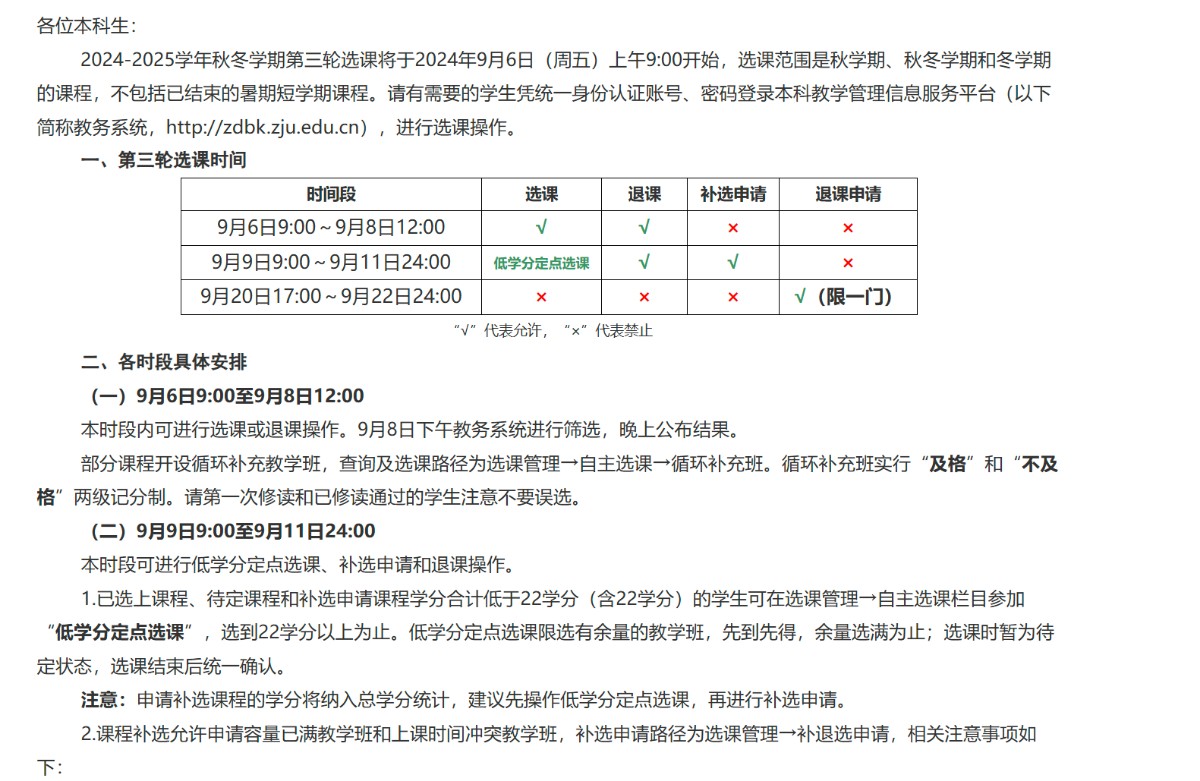 各位本科生：
2024-2025学年秋冬学期第三轮选课将于2024年9月6日（周五）上午9:00开始，选课范围是秋学期、秋冬学期和冬学期
的课程，不包括已结束的暑期短学期课程。请有需要的学生凭统一身份认证账号、密码登录本科教学管理信息服务平台（以下
简称教务系统，http://zdbk.zju.edu.cn），进行选课操作。
一、第三轮选课时间
时间段 选课 退课 补选申请 退课申请
9月6日9:00～9月8日12:00 √ √ × ×
9月9日9:00～9月11日24:00 低学分定点选课 √ √ ×
9月20日17:00～9月22日24:00 × × × √（限一门）
“√”代表允许，“×”代表禁止
二、各时段具体安排
（一）9月6日9:00至9月8日12:00
本时段内可进行选课或退课操作。9月8日下午教务系统进行筛选，晚上公布结果。
部分课程开设循环补充教学班，查询及选课路径为选课管理→自主选课→循环补充班。循环补充班实行“及格”和“不及
格”两级记分制。请第一次修读和已修读通过的学生注意不要误选。
（二）9月9日9:00至9月11日24:00
本时段可进行低学分定点选课、补选申请和退课操作。
1.已选上课程、待定课程和补选申请课程学分合计低于22学分（含22学分）的学生可在选课管理→自主选课栏目参加
“低学分定点选课”，选到22学分以上为止。低学分定点选课限选有余量的教学班，先到先得，余量选满为止；选课时暂为待
定状态，选课结束后统一确认。
注意：申请补选课程的学分将纳入总学分统计，建议先操作低学分定点选课，再进行补选申请。
2.课程补选允许申请容量已满教学班和上课时间冲突教学班，补选申请路径为选课管理→补退选申请，相关注意事项如
下：